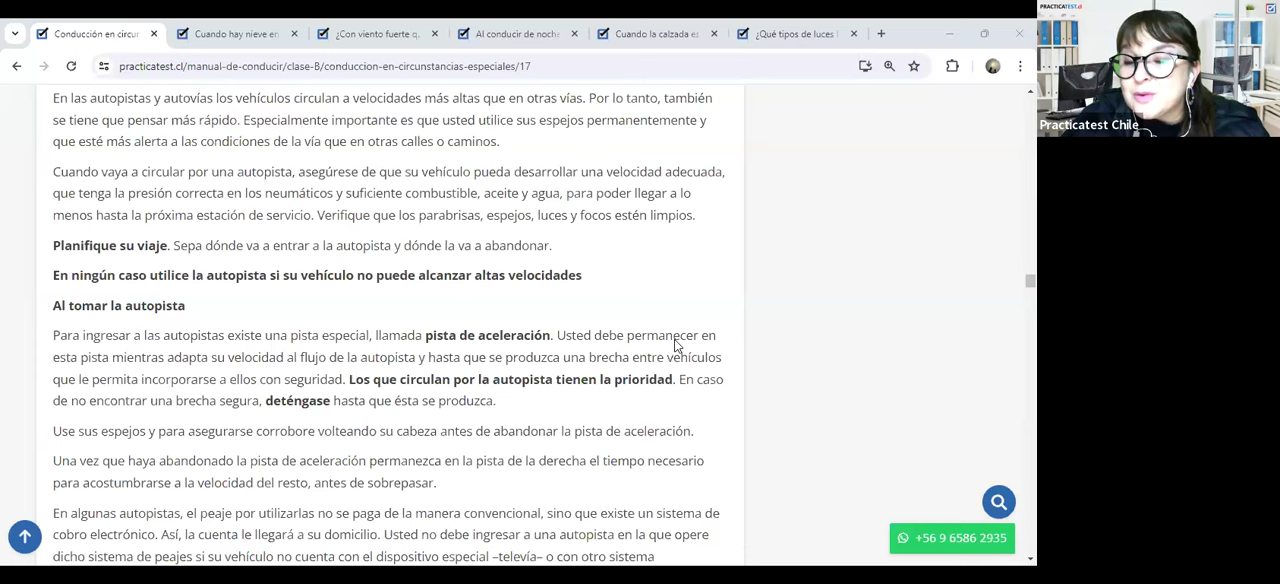 Conducción en circur
Cuando hay nieve en
¿Con viento fuerte q
Al conducir de noche
Cuando la calzada e
¿Qué tipos de luces
practicatest.cl/manual-de-conducir/clase-B/conduccion-en-circunstancias-especiales/17
PRACTICATEST.cl
Practicatest Chile
En las autopistas y autovías los vehículos circulan a velocidades más altas que en otras vías. Por lo tanto, también
se tiene que pensar más rápido. Especialmente importante es que usted utilice sus espejos permanentemente y
que esté más alerta a las condiciones de la vía que en otras calles o caminos.
Cuando vaya a circular por una autopista, asegúrese de que su vehículo pueda desarrollar una velocidad adecuada,
que tenga la presión correcta en los neumáticos y suficiente combustible, aceite y agua, para poder llegar a lo
menos hasta la próxima estación de servicio. Verifique que los parabrisas, espejos, luces y focos estén limpios.
Planifique su viaje. Sepa dónde va a entrar a la autopista y dónde la va a abandonar.
En ningún caso utilice la autopista si su vehículo no puede alcanzar altas velocidades
Al tomar la autopista
Para ingresar a las autopistas existe una pista especial, llamada pista de aceleración. Usted debe permanecer en
esta pista mientras adapta su velocidad al flujo de la autopista y hasta que se produzca una brecha entre vehículos
que le permita incorporarse a ellos con seguridad. Los que circulan por la autopista tienen la prioridad. En caso
de no encontrar una brecha segura, deténgase hasta que ésta se produzca.
Use sus espejos y para asegurarse corrobore volteando su cabeza antes de abandonar la pista de aceleración.
Una vez que haya abandonado la pista de aceleración permanezca en la pista de la derecha el tiempo necesario
para acostumbrarse a la velocidad del resto, antes de sobrepasar.
En algunas autopistas, el peaje por utilizarlas no se paga de la manera convencional, sino que existe un sistema de
cobro electrónico. Así, la cuenta le llegará a su domicilio. Usted no debe ingresar a una autopista en la que opere
dicho sistema de peajes si su vehículo no cuenta con el dispositivo especial –televía– o con otro sistema
+56 9 6586 2935